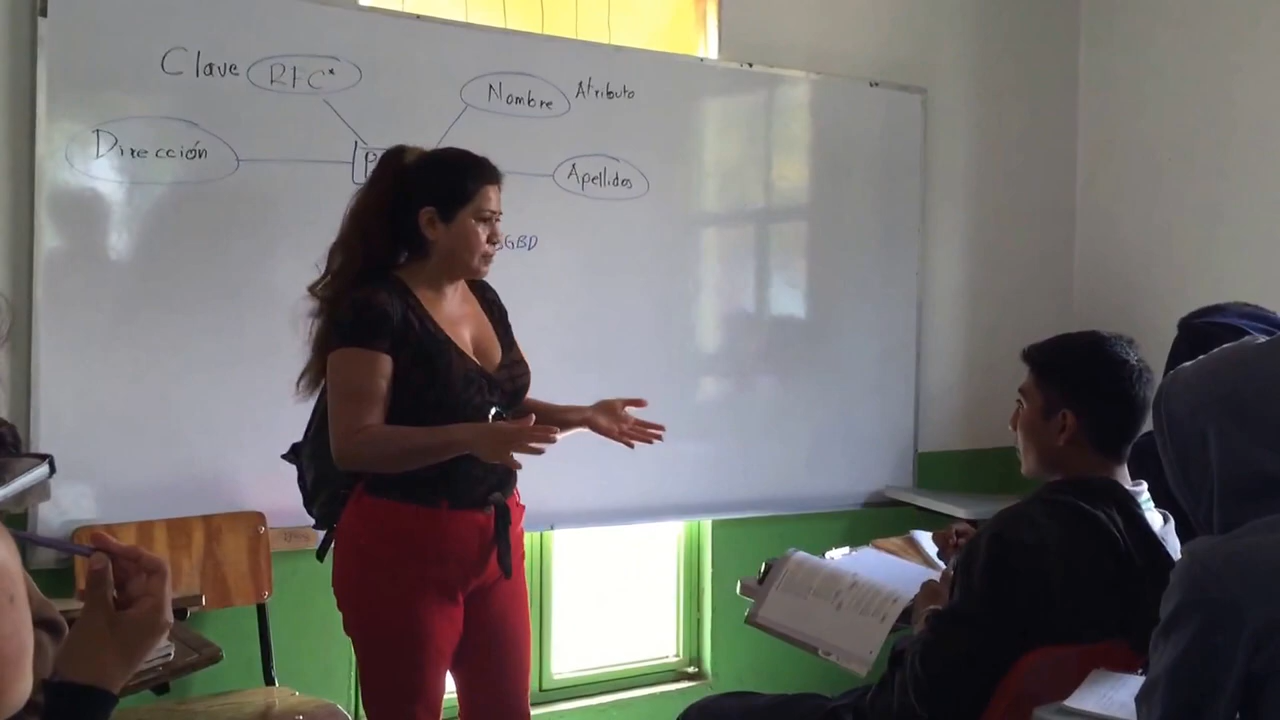 Clave RFC*
Nombre Atributo
Dirección
Apellidos
SGBD